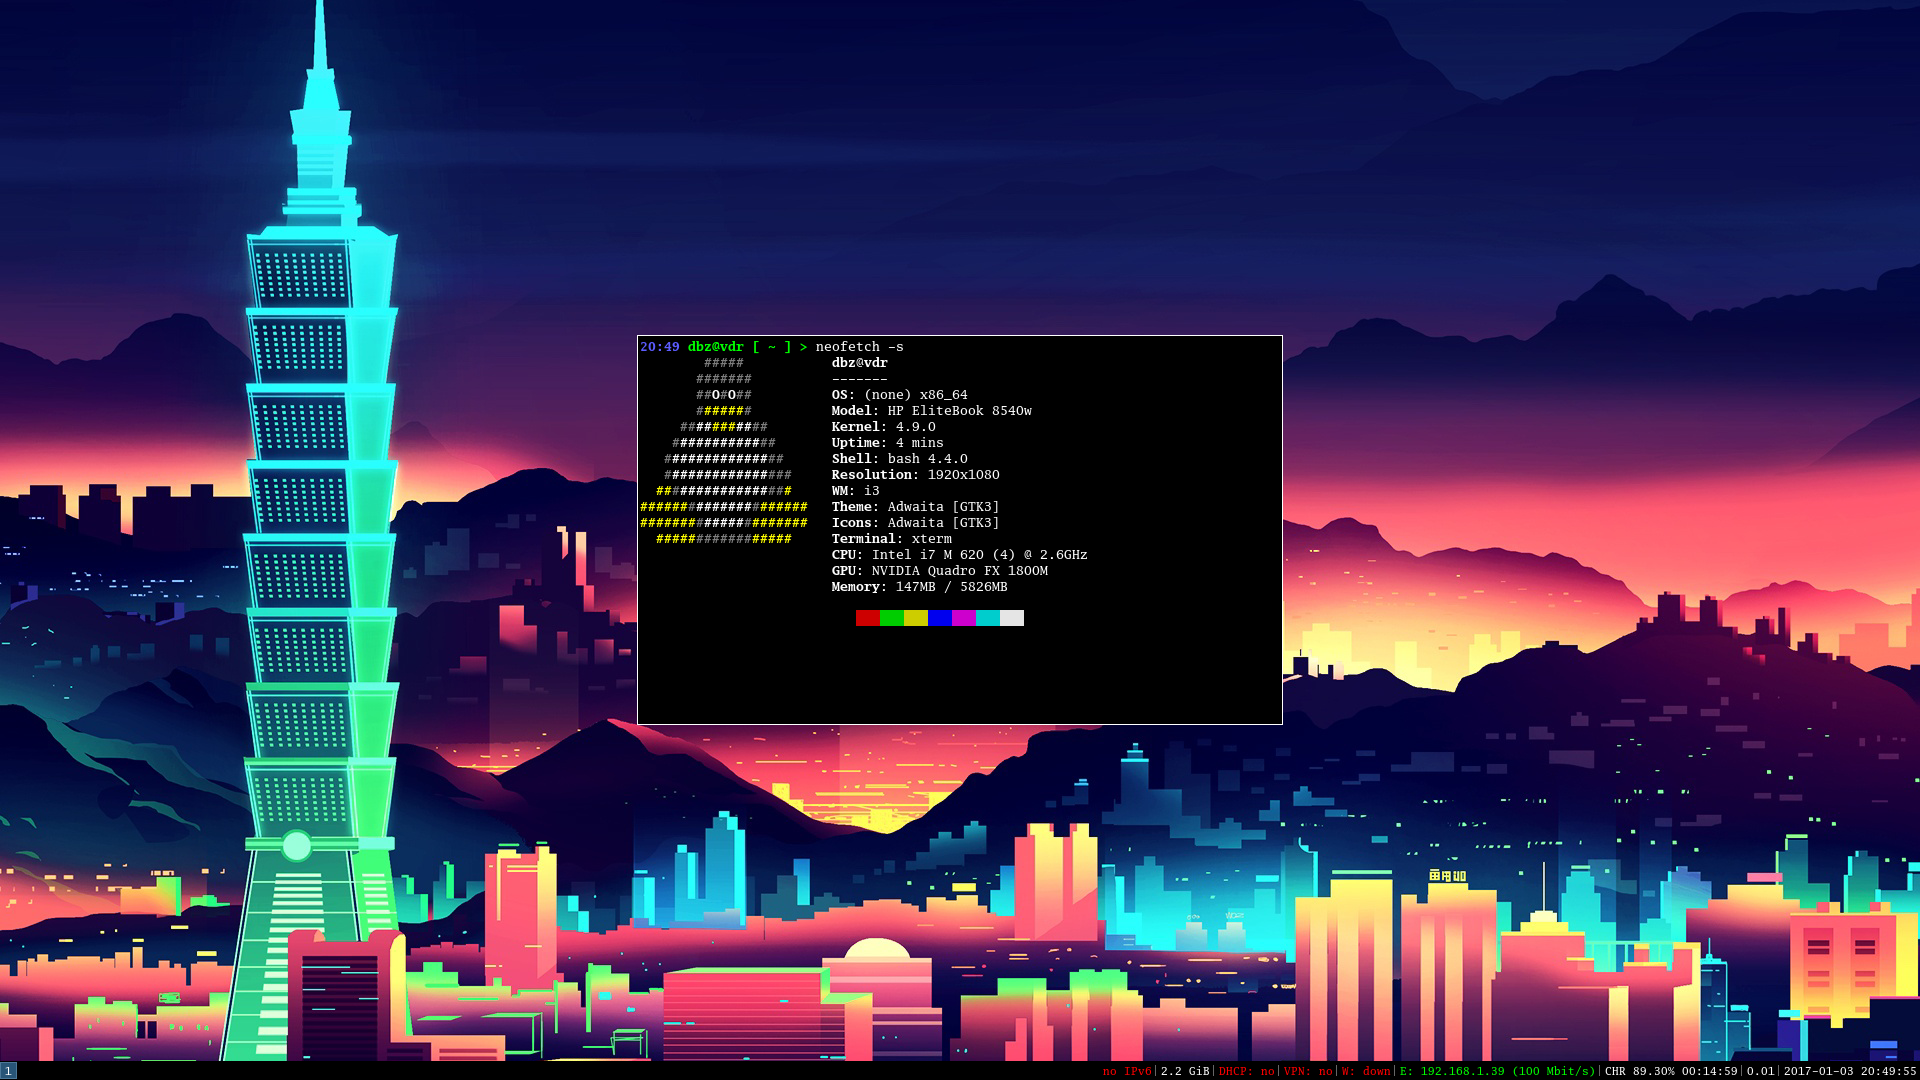 20:49 dbz@vdr [ ~ ] > neofetch -s
#####
dbz@vdr
#######
-------
##O#O##
OS: (none) x86_64
#######
Model: HP EliteBook 8540w
###########
Kernel: 4.9.0
#############
Uptime: 4 mins
###############
Shell: bash 4.4.0
################
Resolution: 1920x1080
#################
WM: i3
#####################
Theme: Adwaita [GTK3]
#####################
Icons: Adwaita [GTK3]
#################
Terminal: xterm
CPU: Intel i7 M 620 (4) @ 2.6GHz
GPU: NVIDIA Quadro FX 1800M
Memory: 147MB / 5826MB
1
no IPv6|2.2 GiB|DHCP: no|VPN: no|W: down|E: 192.168.1.39 (100 Mbit/s)|CHR 89.30% 00:14:59|0.01|2017-01-03 20:49:55